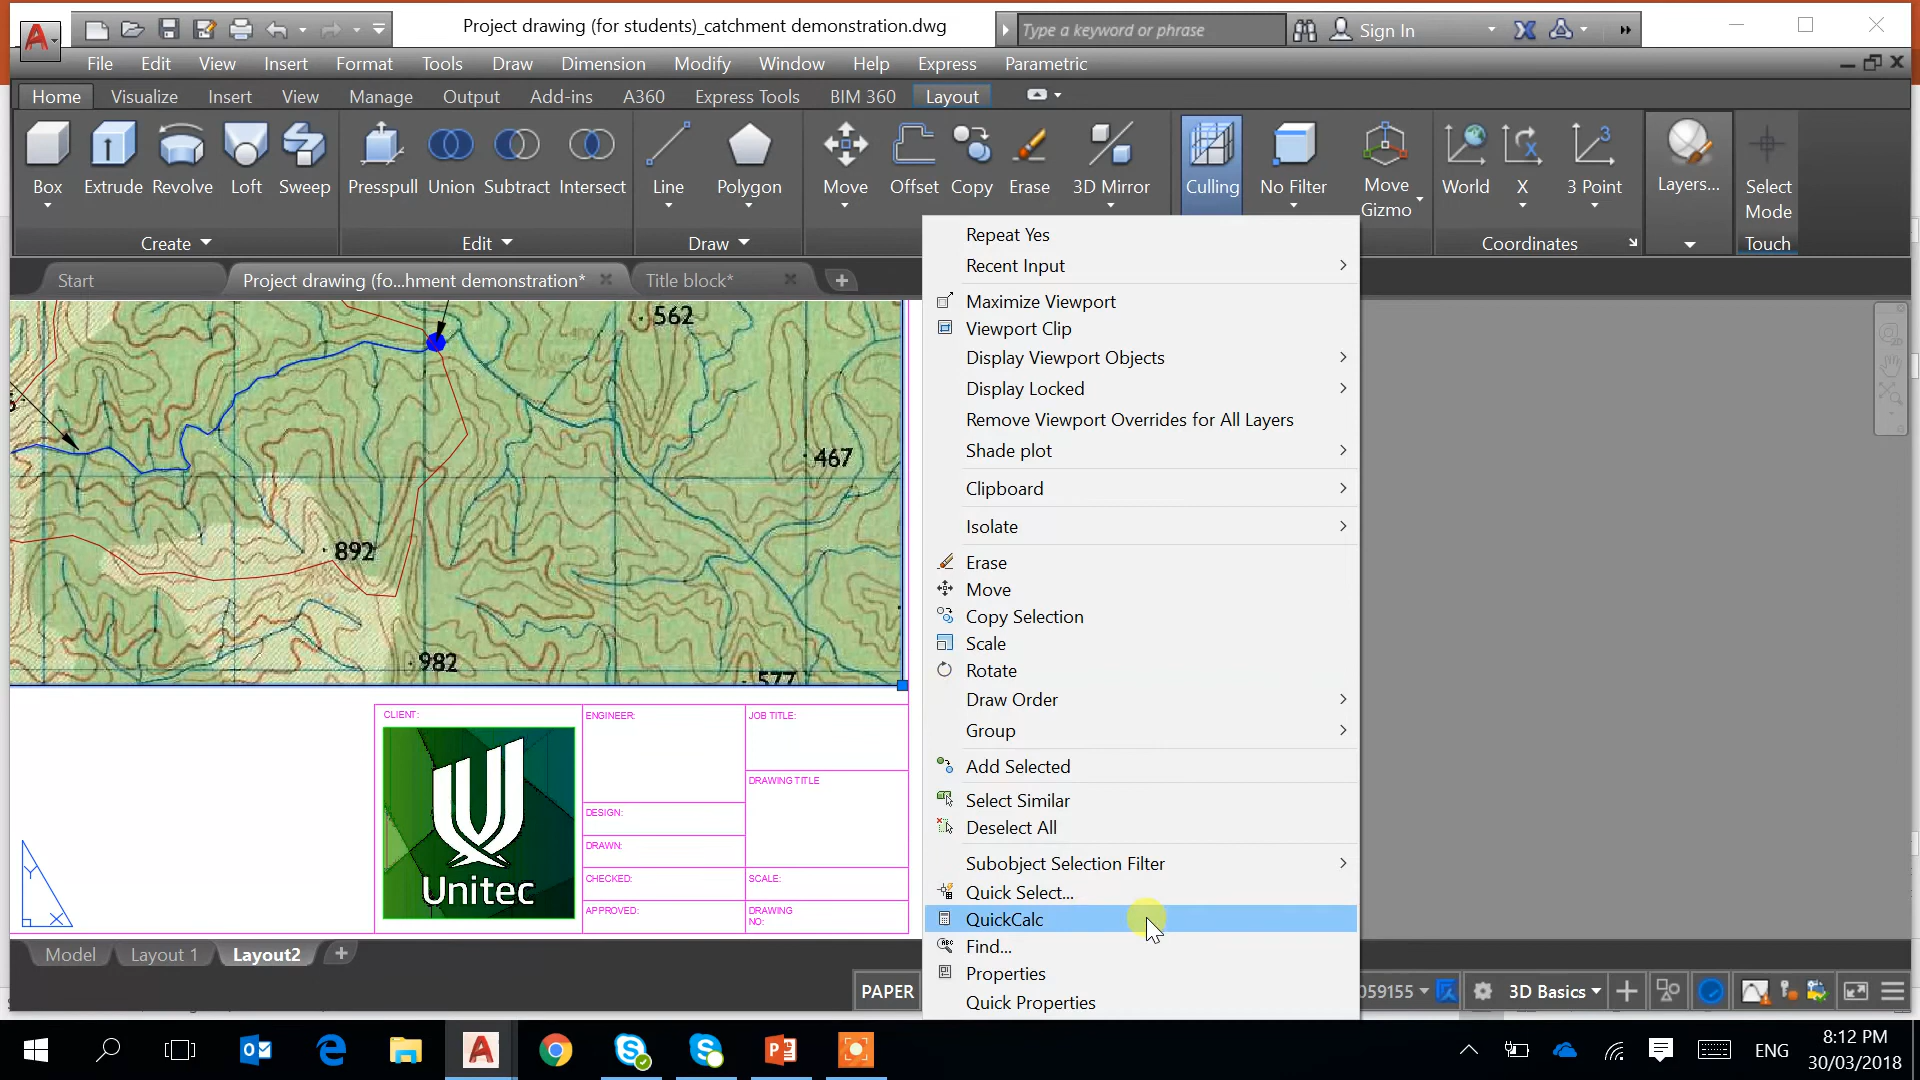 Project drawing (for students)_catchment demonstration.dwg
Type a keyword or phrase
Sign In
File Edit View Insert Format Tools Draw Dimension Modify Window Help Express Parametric
Home Visualize Insert View Manage Output Add-ins A360 Express Tools BIM 360 Layout
Box Extrude Revolve Loft Sweep Presspull Union Subtract Intersect Line Polygon Move Offset Copy Erase 3D Mirror Culling No Filter Move Gizmo World X 3 Point Layers... Select Mode
Create Edit Draw Coordinates Touch
Start Project drawing (fo...hment demonstration* Title block*
Repeat Yes
Recent Input
Maximize Viewport
Viewport Clip
Display Viewport Objects
Display Locked
Remove Viewport Overrides for All Layers
Shade plot
Clipboard
Isolate
Erase
Move
Copy Selection
Scale
Rotate
Draw Order
Group
Add Selected
Select Similar
Deselect All
Subobject Selection Filter
Quick Select...
QuickCalc
Find...
Properties
Quick Properties
562
467
892
982
577
CLIENT:
Unitec
ENGINEER:
DESIGN:
DRAWN:
CHECKED:
APPROVED:
JOB TITLE:
DRAWING TITLE
SCALE:
DRAWING
NO:
Y
X
Model Layout 1 Layout2
PAPER
059155
3D Basics
ENG
8:12 PM
30/03/2018